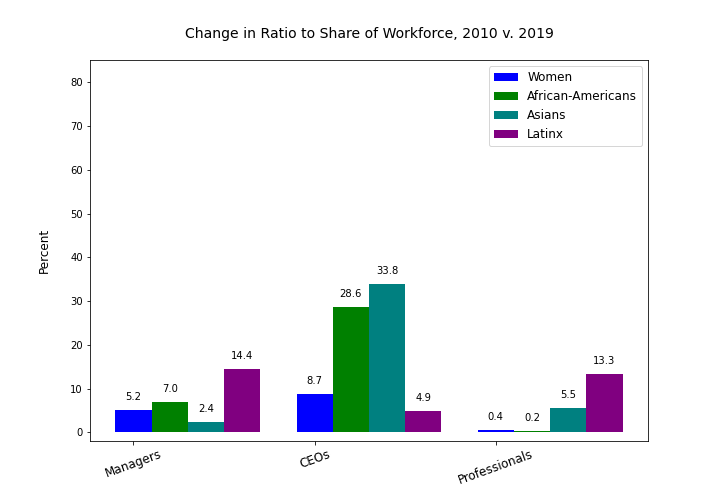 Change in Ratio to Share of Workforce, 2010 v. 2019
Percent
80
70
60
50
40
30
20
10
0
Women
African-Americans
Asians
Latinx
5.2
7.0
2.4
14.4
8.7
28.6
33.8
4.9
0.4
0.2
5.5
13.3
Managers
CEOs
Professionals